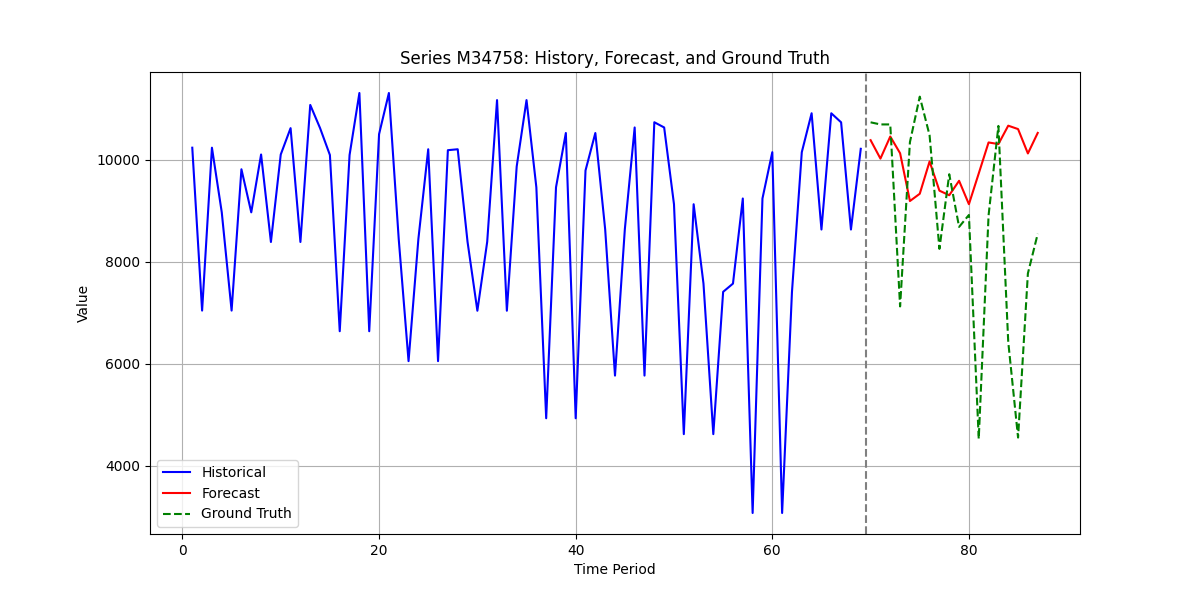 Series M34758: History, Forecast, and Ground Truth
Value
10000
8000
6000
4000
Historical
Forecast
Ground Truth
0 20 40 60 80
Time Period